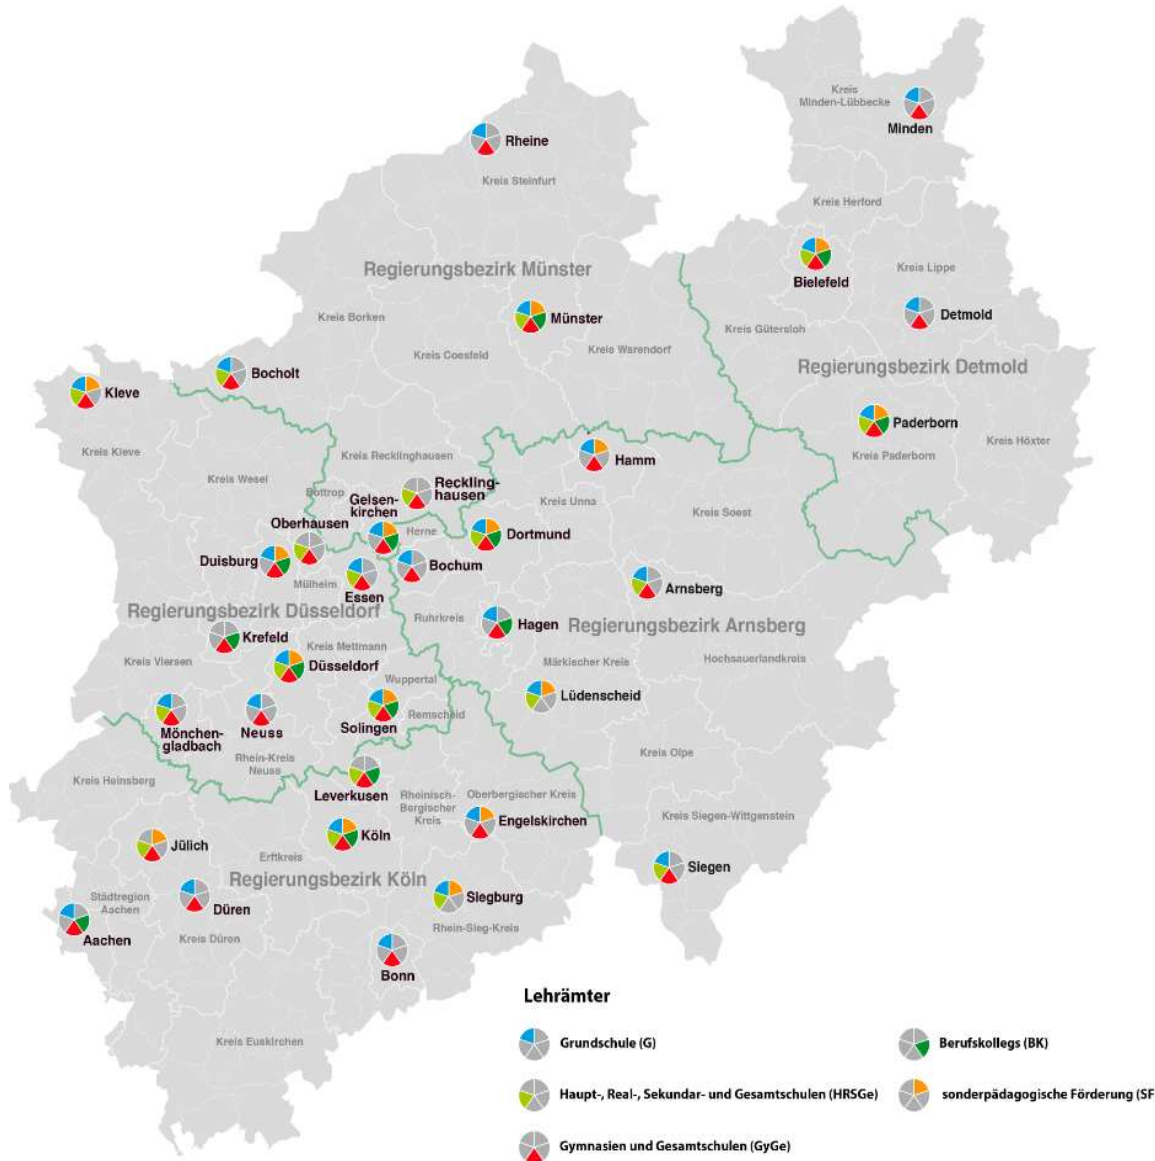 Kreis
Minden-Lübbecke
Minden
Rheine
Kreis Steinfurt
Kreis Herford
Regierungsbezirk Münster
Kreis Lippe
Bielefeld
Kreis Borken
Münster
Detmold
Kreis Gütersloh
Kreis Coesfeld
Kreis Warendorf
Regierungsbezirk Detmold
Bocholt
Kleve
Paderborn
Kreis Höxter
Kreis Kleve
Kreis Recklinghausen
Kreis Paderborn
Hamm
Kreis Wesel
Bottrop
Reckling-
hausen
Gelsen-
kirchen
Kreis Unna
Kreis Soest
Oberhausen
Herne
Dortmund
Duisburg
Bochum
Mülheim
Essen
Arnsberg
Regierungsbezirk Düsseldorf
Ruhrkreis
Hagen
Regierungsbezirk Arnsberg
Krefeld
Kreis Mettmann
Kreis Viersen
Düsseldorf
Märkischer Kreis
Hochsauerlandkreis
Wuppertal
Lüdenscheid
Remscheid
Solingen
Mönchen-
gladbach
Neuss
Rhein-Kreis
Neuss
Kreis Olpe
Kreis Heinsberg
Leverkusen
Rheinisch-
Bergischer
Kreis
Oberbergischer Kreis
Engelskirchen
Kreis Siegen-Wittgenstein
Jülich
Köln
Erftkreis
Siegen
Regierungsbezirk Köln
Städtregion
Aachen
Düren
Siegburg
Aachen
Kreis Düren
Rhein-Sieg-Kreis
Bonn
Kreis Euskirchen
Lehrämter
Grundschule (G)
Berufskollegs (BK)
Haupt-, Real-, Sekundar- und Gesamtschulen (HRSGe)
sonderpädagogische Förderung (SF
Gymnasien und Gesamtschulen (GyGe)